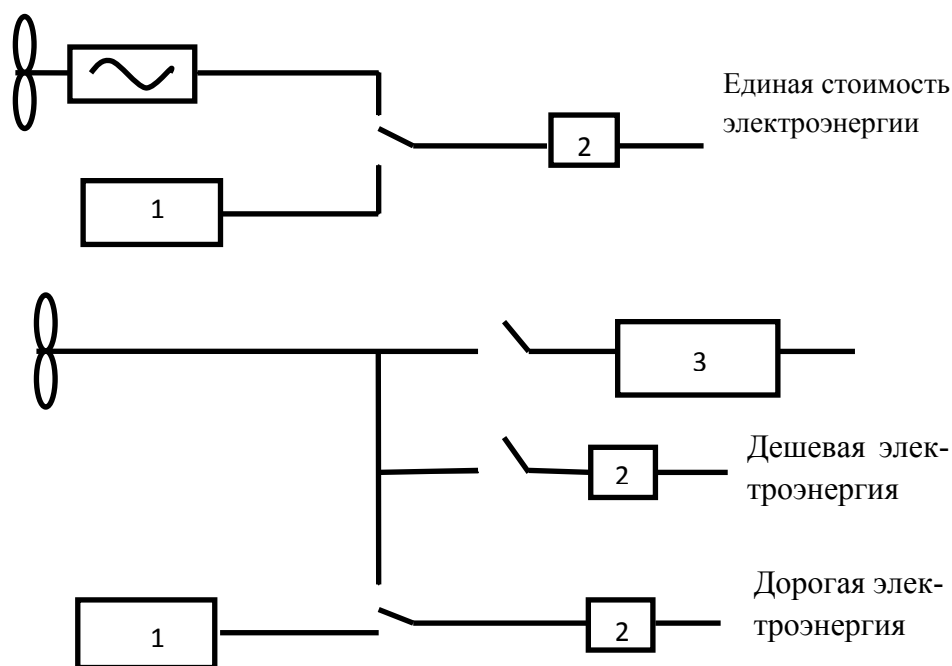 Единая стоимость
электроэнергии
2
1
3
Дешевая элек-
троэнергия
2
Дорогая элек-
троэнергия
1
2